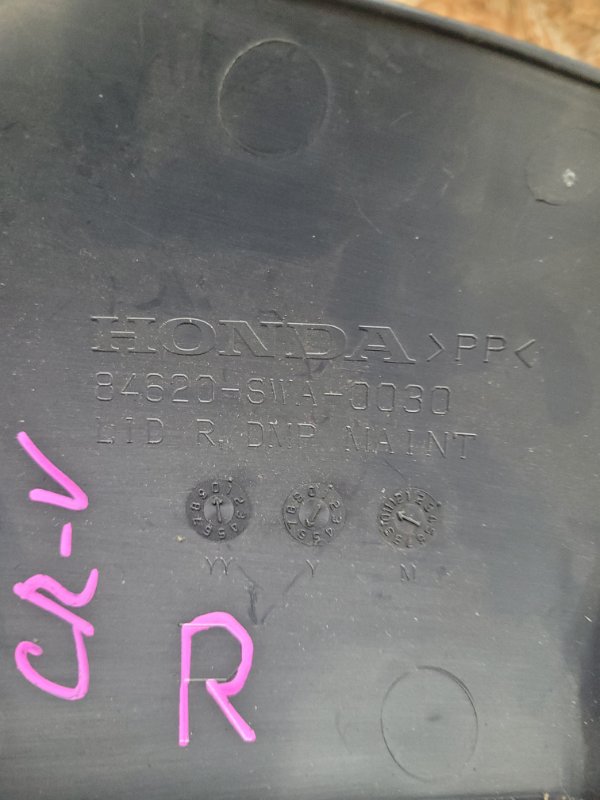 HONDA >PP<
84620-SWA-0030
LID R, DMP MAINT
YY Y M
CR-V
R